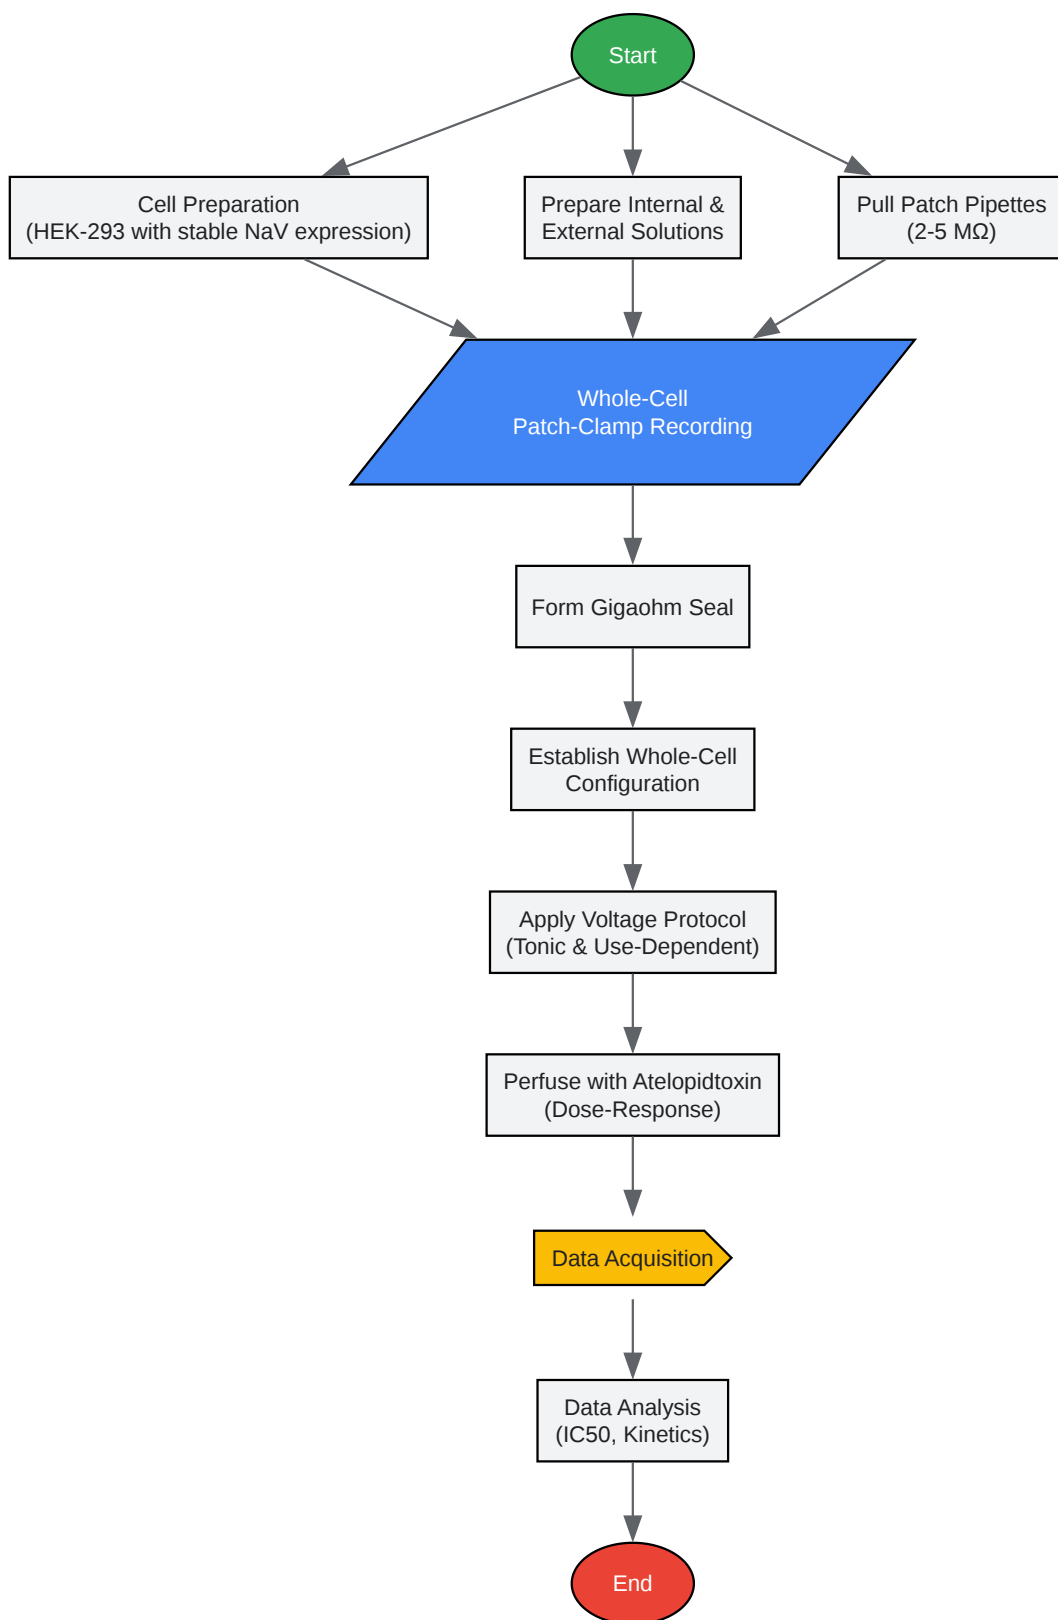 Start
Cell Preparation
(HEK-293 with stable NaV expression)
Prepare Internal &
External Solutions
Pull Patch Pipettes
(2-5 MΩ)
Whole-Cell
Patch-Clamp Recording
Form Gigaohm Seal
Establish Whole-Cell
Configuration
Apply Voltage Protocol
(Tonic & Use-Dependent)
Perfuse with Atelopidtoxin
(Dose-Response)
Data Acquisition
Data Analysis
(IC50, Kinetics)
End